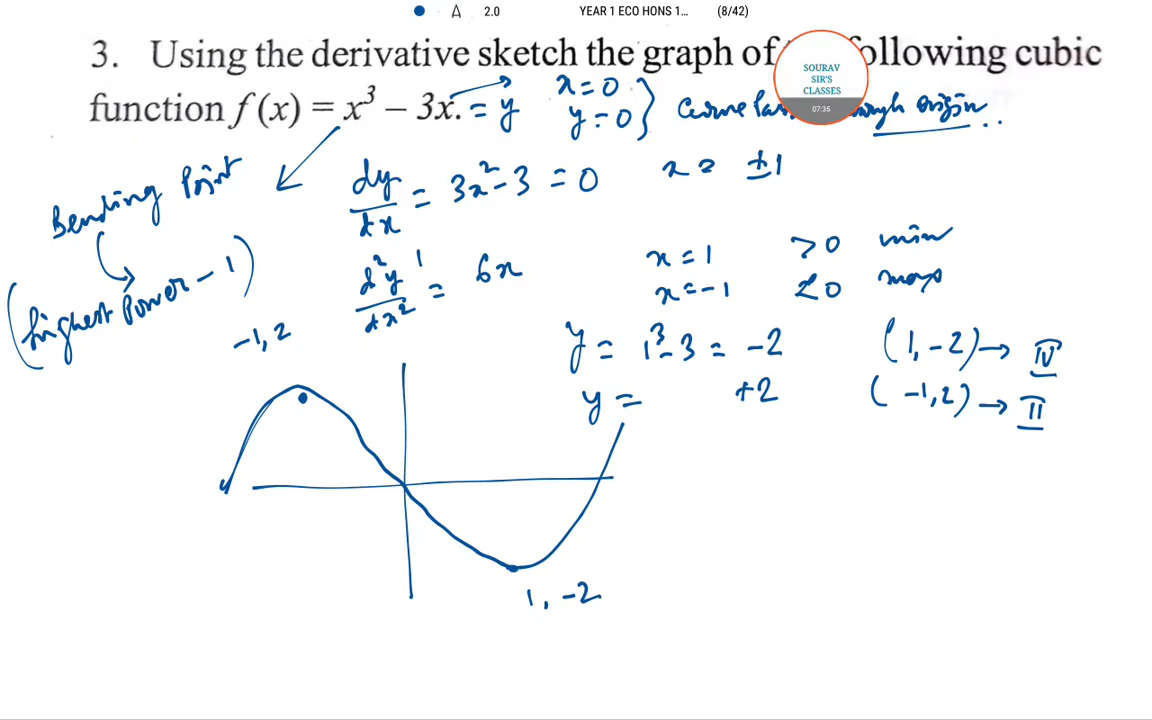 A 2.0 YEAR 1 ECO HONS 1... (8/42)
3. Using the derivative sketch the graph of following cubic
function f(x) = x³ – 3x. = y
x = 0
y = 0
Curve through origin..
SOURAV
SIR'S
CLASSES
07:35
Bending Point
(highest Power - 1)
dy/dx = 3x² - 3 = 0 x = ±1
d²y/dx² = 6x
x = 1 >0 min
x = -1 <0 max
y = 1³ - 3 = -2 (1, -2) → IV
y = +2 (-1, 2) → II
-1, 2
1, -2